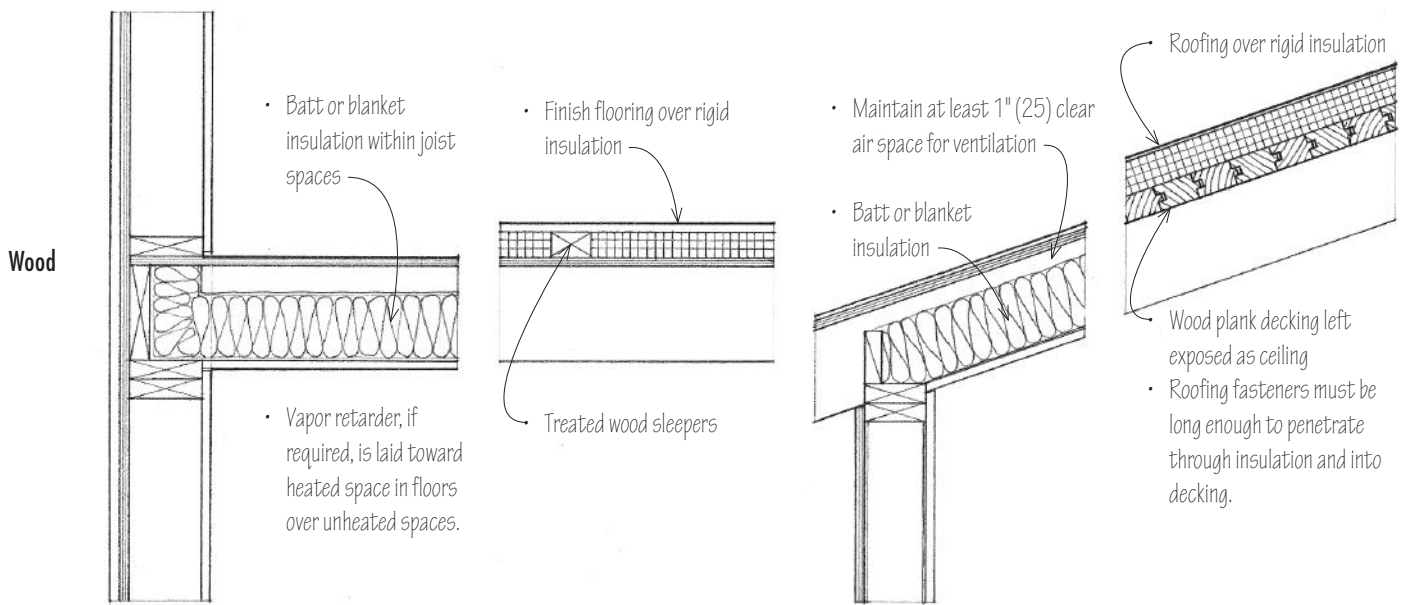 Wood
• Batt or blanket
insulation within joist
spaces
• Vapor retarder, if
required, is laid toward
heated space in floors
over unheated spaces.
• Finish flooring over rigid
insulation
• Treated wood sleepers
• Maintain at least 1" (25) clear
air space for ventilation
• Batt or blanket
insulation
• Roofing over rigid insulation
• Wood plank decking left
exposed as ceiling
• Roofing fasteners must be
long enough to penetrate
through insulation and into
decking.